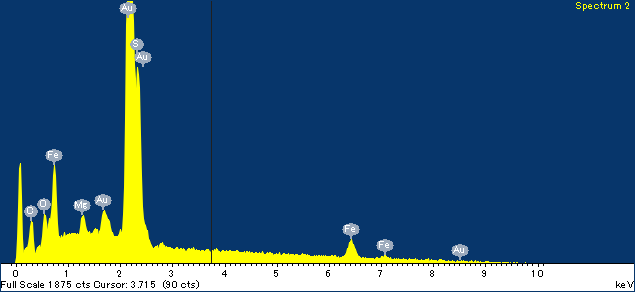 Spectrum 2
Au
S
Au
Fe
C
O
Mg
Au
Fe
Fe
Au
0 1 2 3 4 5 6 7 8 9 10
Full Scale 1875 cts Cursor: 3.715 (90 cts) keV